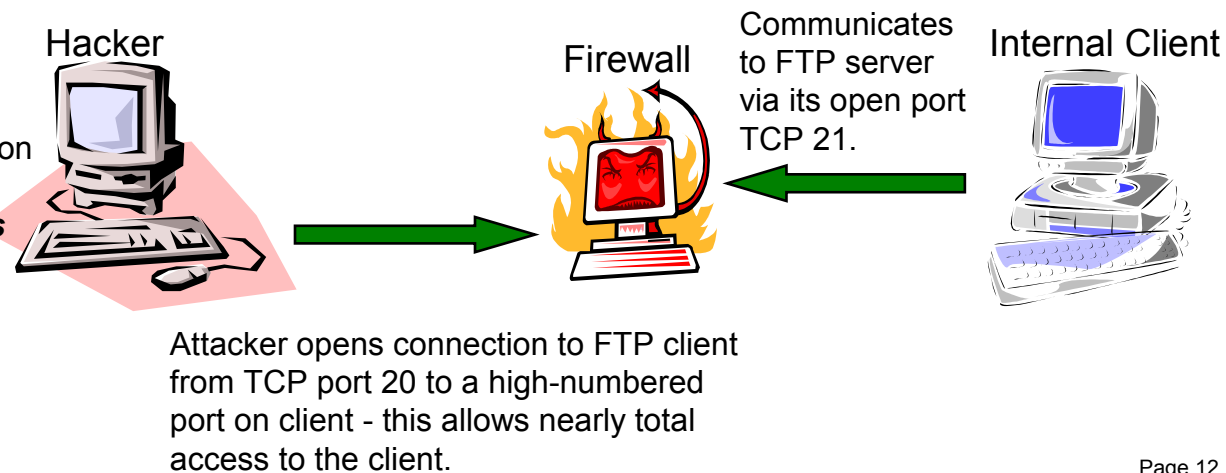 Hacker
on
s
Firewall
Communicates
to FTP server
via its open port
TCP 21.
Internal Client
Attacker opens connection to FTP client
from TCP port 20 to a high-numbered
port on client - this allows nearly total
access to the client.
Page 12